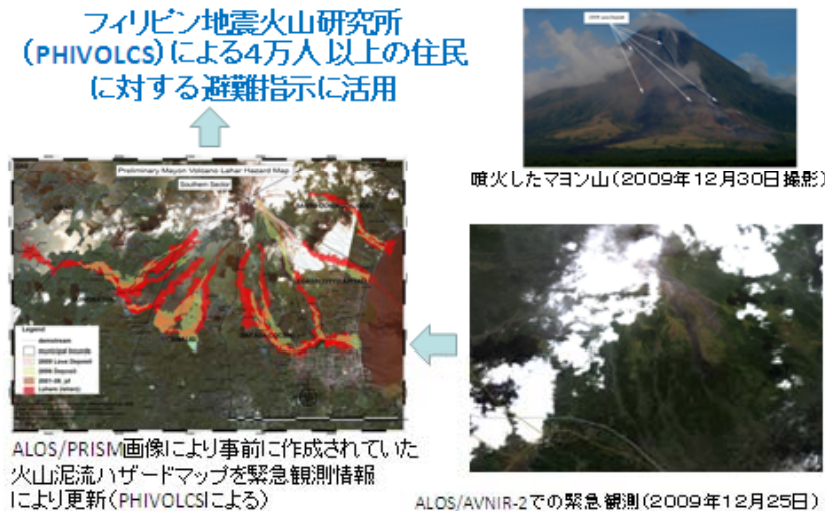 フィリピン地震火山研究所
(PHIVOLCS)による4万人以上の住民
に対する避難指示に活用
噴火したマヨン山(2009年12月30日撮影)
Preliminary Mayon Volcano Lahar Hazard Map
Southern Sector
Legend
municipal bounds
2009 Lava Deposit
2006 Deposit
ALOS/PRISM画像により事前に作成されていた
火山泥流ハザードマップを緊急観測情報
により更新(PHIVOLCSによる)
ALOS/AVNIR-2での緊急観測(2009年12月25日)